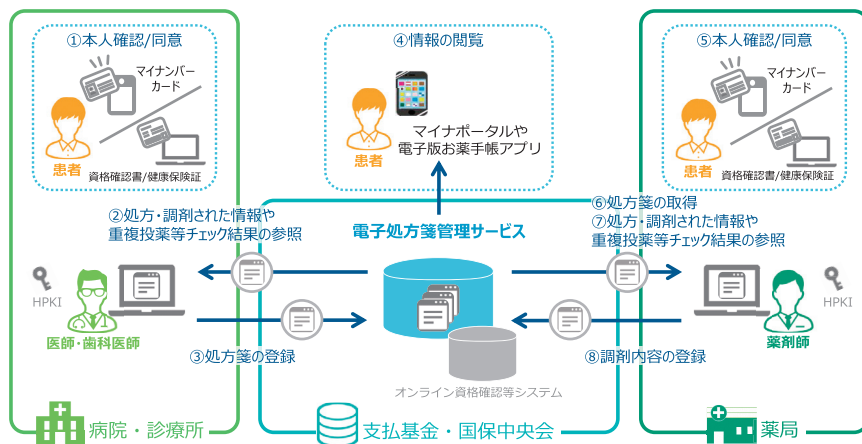 ①本人確認/同意
マイナンバー
カード
患者
資格確認書/健康保険証
④情報の閲覧
患者
マイナポータルや
電子版お薬手帳アプリ
⑤本人確認/同意
マイナンバー
カード
患者
資格確認書/健康保険証
②処方・調剤された情報や
重複投薬等チェック結果の参照
電子処方箋管理サービス
⑥処方箋の取得
⑦処方・調剤された情報や
重複投薬等チェック結果の参照
HPKI
医師・歯科医師
③処方箋の登録
オンライン資格確認等システム
⑧調剤内容の登録
薬剤師
HPKI
病院・診療所
支払基金・国保中央会
薬局